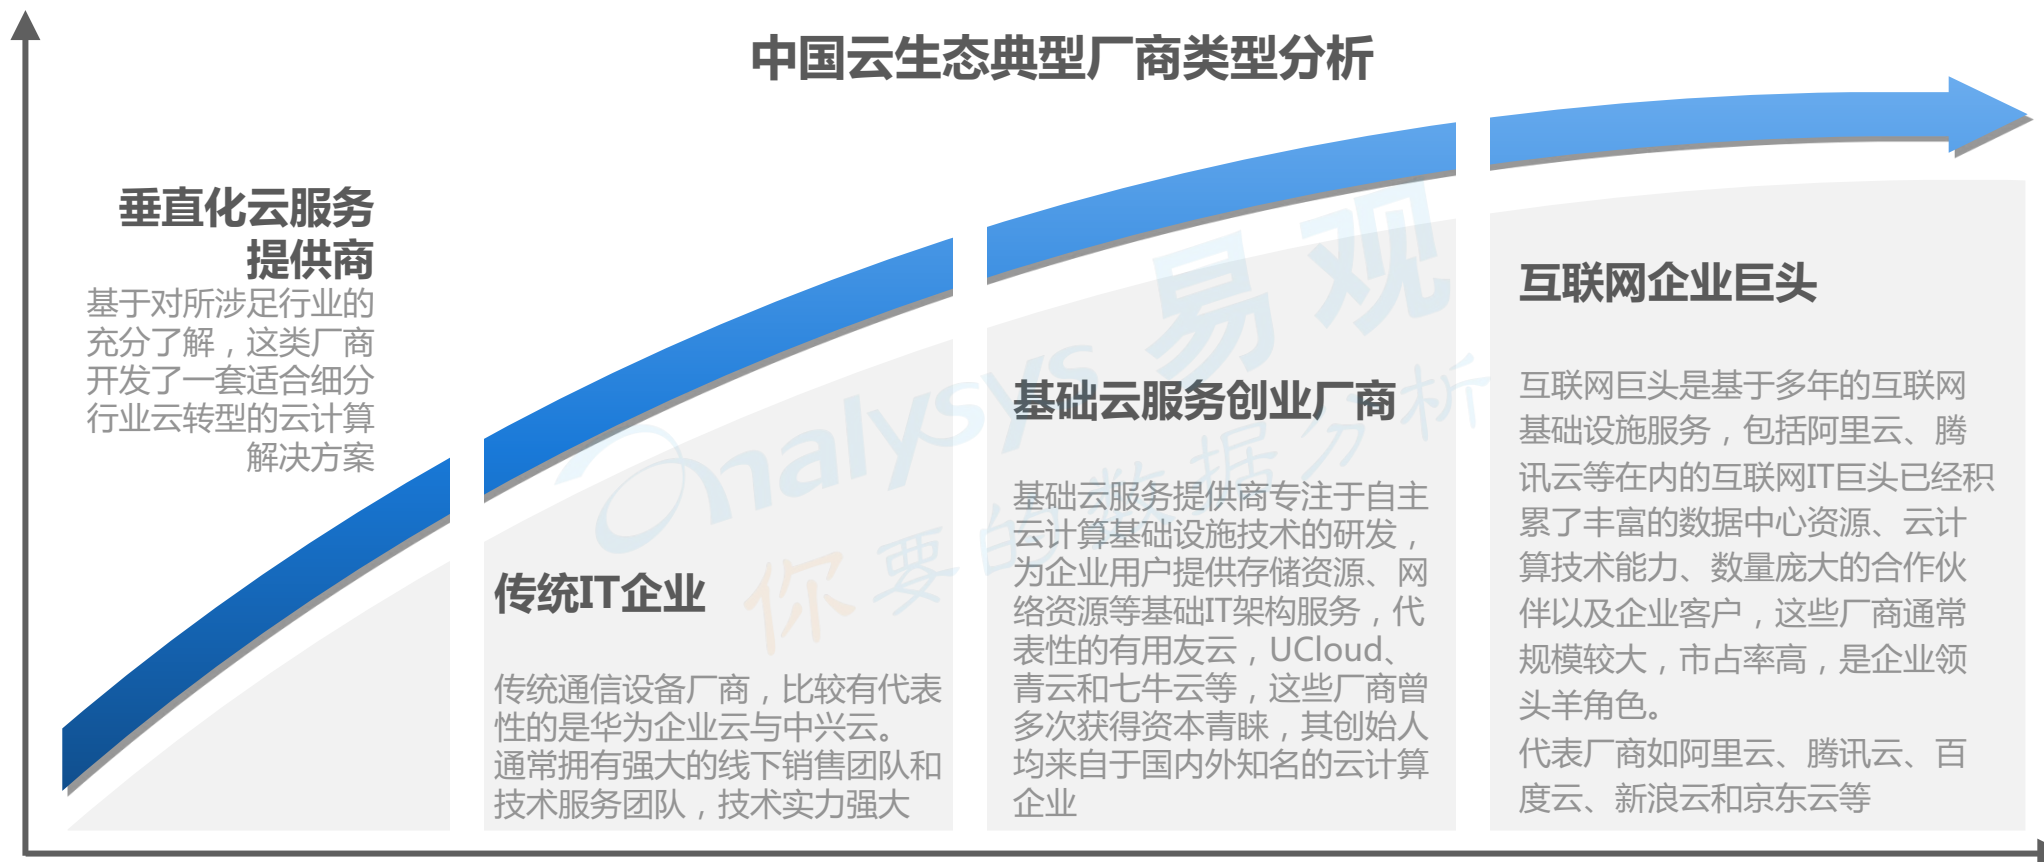 中国云生态典型厂商类型分析
垂直化云服务
提供商
基于对所涉足行业的
充分了解，这类厂商
开发了一套适合细分
行业云转型的云计算
解决方案
传统IT企业
传统通信设备厂商，比较有代表
性的是华为企业云与中兴云。
通常拥有强大的线下销售团队和
技术服务团队，技术实力强大
基础云服务创业厂商
基础云服务提供商专注于自主
云计算基础设施技术的研发，
为企业用户提供存储资源、网
络资源等基础IT架构服务，代
表性的有用友云，UCloud、
青云和七牛云等，这些厂商曾
多次获得资本青睐，其创始人
均来自于国内外知名的云计算
企业
互联网企业巨头
互联网巨头是基于多年的互联网
基础设施服务，包括阿里云、腾
讯云等在内的互联网IT巨头已经积
累了丰富的数据中心资源、云计
算技术能力、数量庞大的合作伙
伴以及企业客户，这些厂商通常
规模较大，市占率高，是企业领
头羊角色。
代表厂商如阿里云、腾讯云、百
度云、新浪云和京东云等
nalysys 易观
你要的数据分析